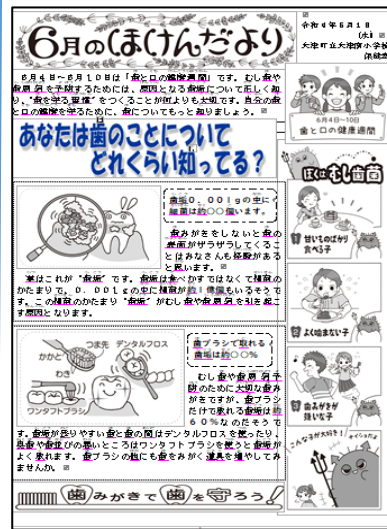 6月のほけんだより
令和6年6月1日
(水)
大津町立大津南小学校
6月4日~6月10日は「歯と口の健康週間」です。むし歯や
歯周病を予防するためには、原因となる歯垢について正しく知
り、“歯を守る習慣”をつくることが何よりも大切です。自分の歯
と口の健康を守るために、歯についてもっと知りましょう。
6月4日~10日
歯と口の健康週間
あなたは歯のことについて
どれくらい知ってる?
ぼくはむし歯菌
歯垢0.001gの中に
細菌は約〇〇個います。
歯みがきをしないと歯の
表面がザラザラしてくるこ
とはみなさんも経験がある
と思います。
実はこれが“歯垢”です。歯垢は食べかすではなくて細菌の
かたまりで、0.001gの中に細菌が約1億個もいるそうで
す。この細菌のかたまり“歯垢”がむし歯や歯周病を引き起こ
す原因となります。
甘いものばかり
食べる子
よく噛まない子
歯みがきが
嫌いな子
こんな子が大好き!
つま先
デンタルフロス
かかと
わき
ワンタフトブラシ
歯ブラシで取れる
歯垢は約〇〇%
むし歯や歯周病予
防のために大切な歯み
がきですが、歯ブラシ
だけで取れる歯垢は約
60%なのだそうで
す。歯垢が残りやすい歯と歯の間はデンタルフロスを使ったり、
奥歯や歯並びの悪いところはワンタフトブラシを使うと歯垢が
よく取れます。歯ブラシの他にも歯をみがく道具を増やしてみ
ませんか。
歯みがきで歯を守ろう!